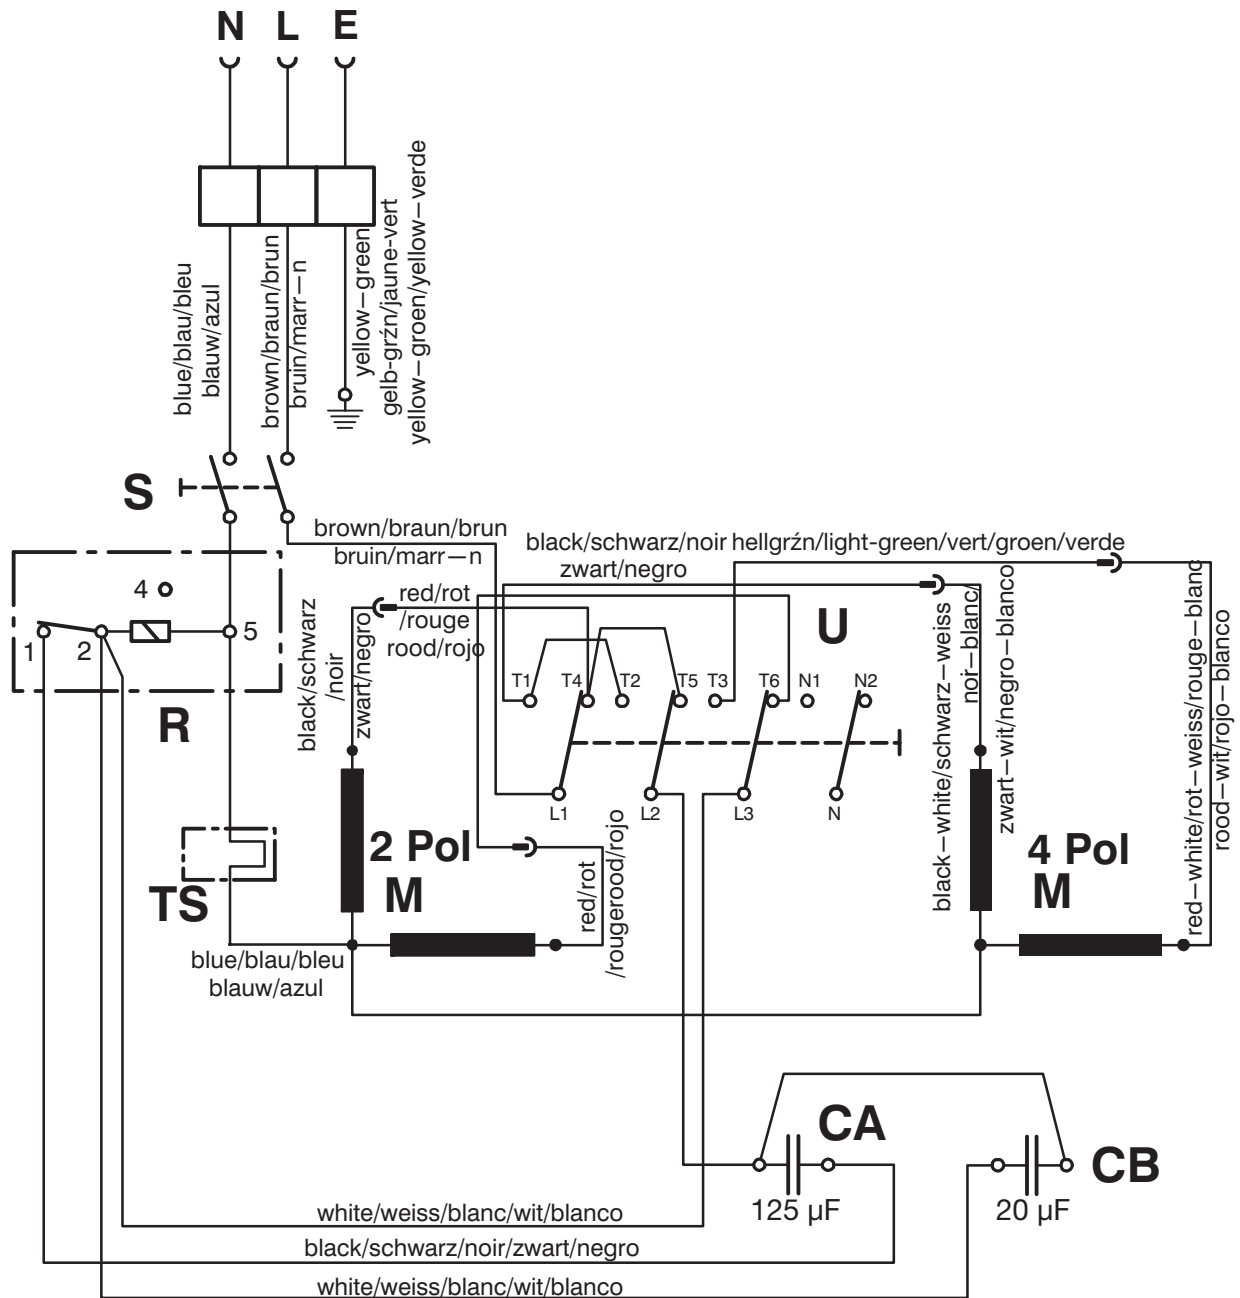 N L E
blue/blau/bleu
blauw/azul
brown/braun/brun
bruin/marr—n
yellow—green
gelb-grźn/jaune-vert
yellow—groen/yellow—verde
S
brown/braun/brun
bruin/marr—n
black/schwarz/noir
zwart/negro
hellgrźn/light-green/vert/groen/verde
4
1
2
5
R
black/schwarz
/noir
zwart/negro
red/rot
/rouge
rood/rojo
U
T1 T4 T2 T5 T3 T6 N1 N2
L1 L2 L3 N
black—white/schwarz—weiss
noir—blanc/
zwart—wit/negro—blanco
red—white/rot—weiss/rouge—blanc
rood—wit/rojo—blanco
TS
2 Pol
M
red/rot
/rougerood/rojo
4 Pol
M
blue/blau/bleu
blauw/azul
CA
125 µF
CB
20 µF
white/weiss/blanc/wit/blanco
black/schwarz/noir/zwart/negro
white/weiss/blanc/wit/blanco